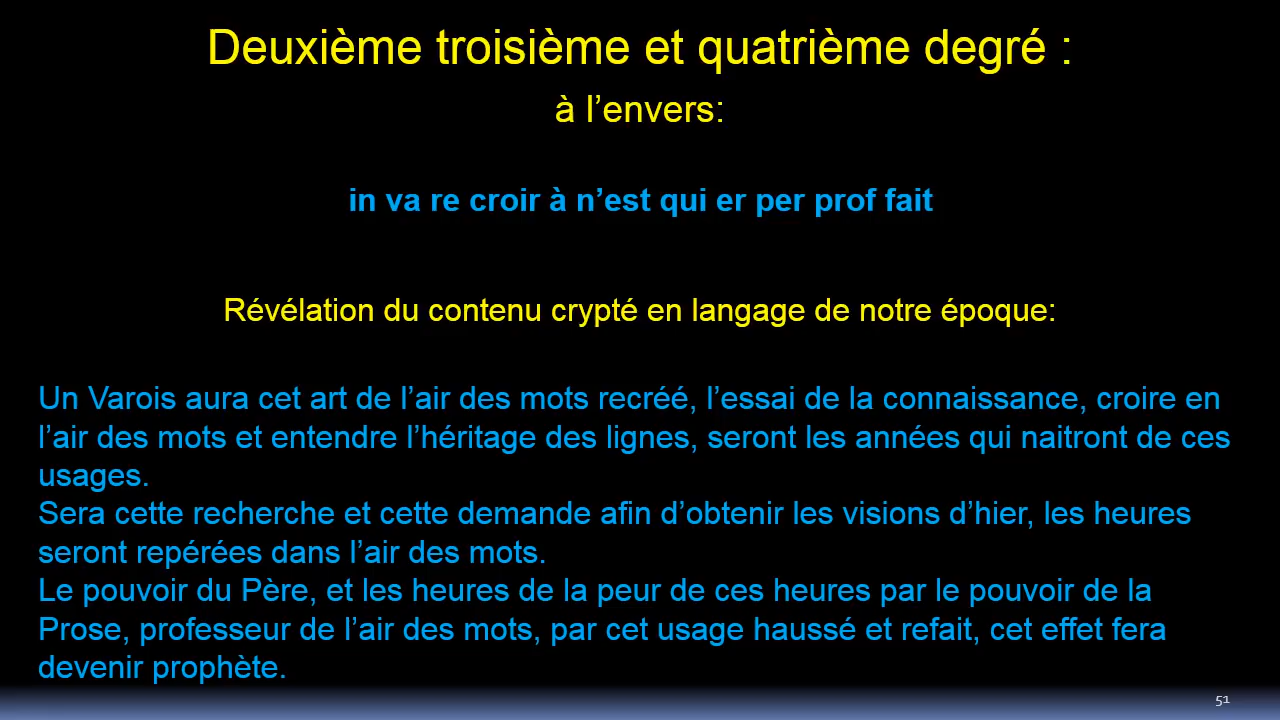 Deuxième troisième et quatrième degré :
à l’envers:
in va re croir à n’est qui er per prof fait
Révélation du contenu crypté en langage de notre époque:
Un Varois aura cet art de l’air des mots recréé, l’essai de la connaissance, croire en
l’air des mots et entendre l’héritage des lignes, seront les années qui naitront de ces
usages.
Sera cette recherche et cette demande afin d’obtenir les visions d’hier, les heures
seront repérées dans l’air des mots.
Le pouvoir du Père, et les heures de la peur de ces heures par le pouvoir de la
Prose, professeur de l’air des mots, par cet usage haussé et refait, cet effet fera
devenir prophète.
51